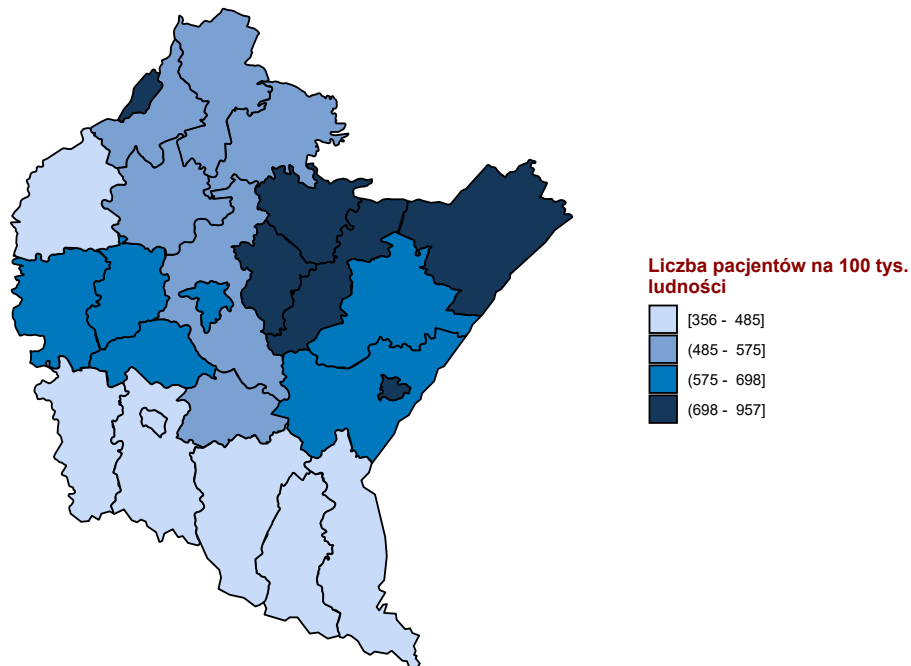 Liczba pacjentów na 100 tys.
ludności
[356 - 485]
(485 - 575]
(575 - 698]
(698 - 957]